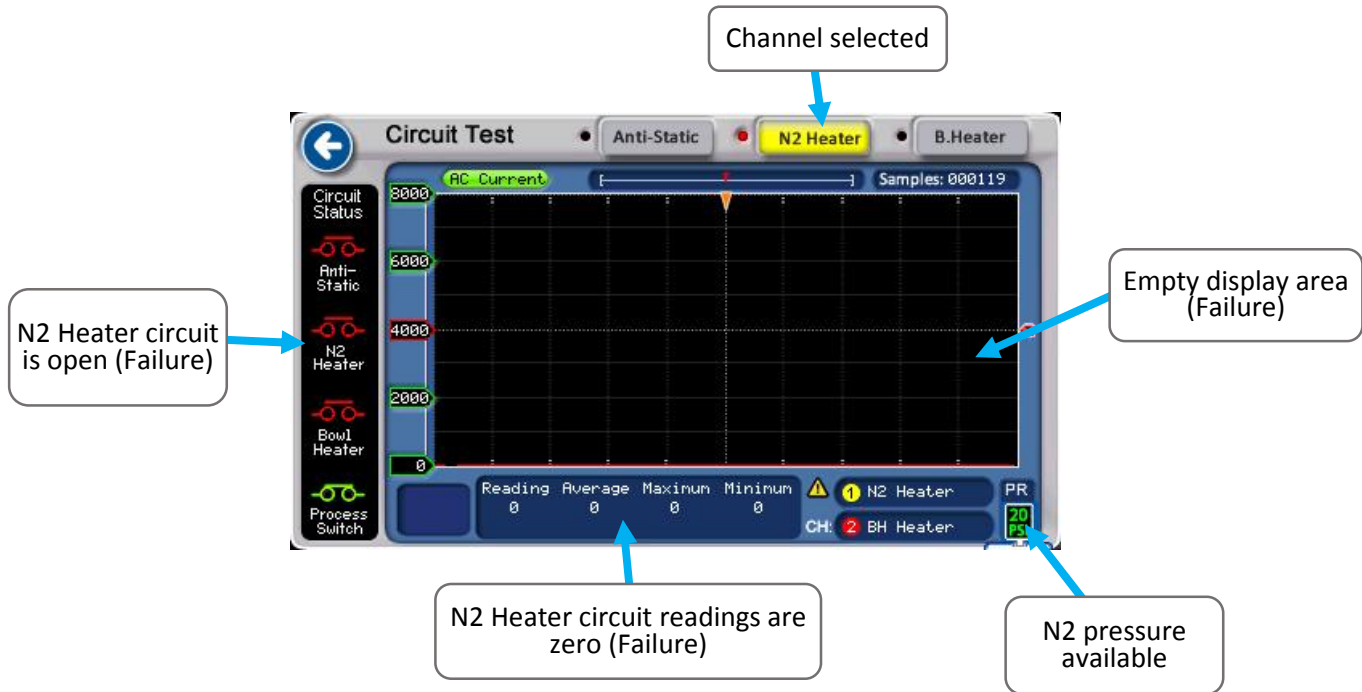 Channel selected
Circuit Test
Anti-Static
N2 Heater
B.Heater
AC Current
[
]
Samples: 000119
Circuit
Status
Anti-
Static
N2
Heater
Bowl
Heater
Process
Switch
8000
6000
4000
2000
0
Reading Average Maximum Minimum
0 0 0 0
1 N2 Heater
CH: 2 BH Heater
PR
20
PSI
N2 Heater circuit
is open (Failure)
Empty display area
(Failure)
N2 Heater circuit readings are
zero (Failure)
N2 pressure
available